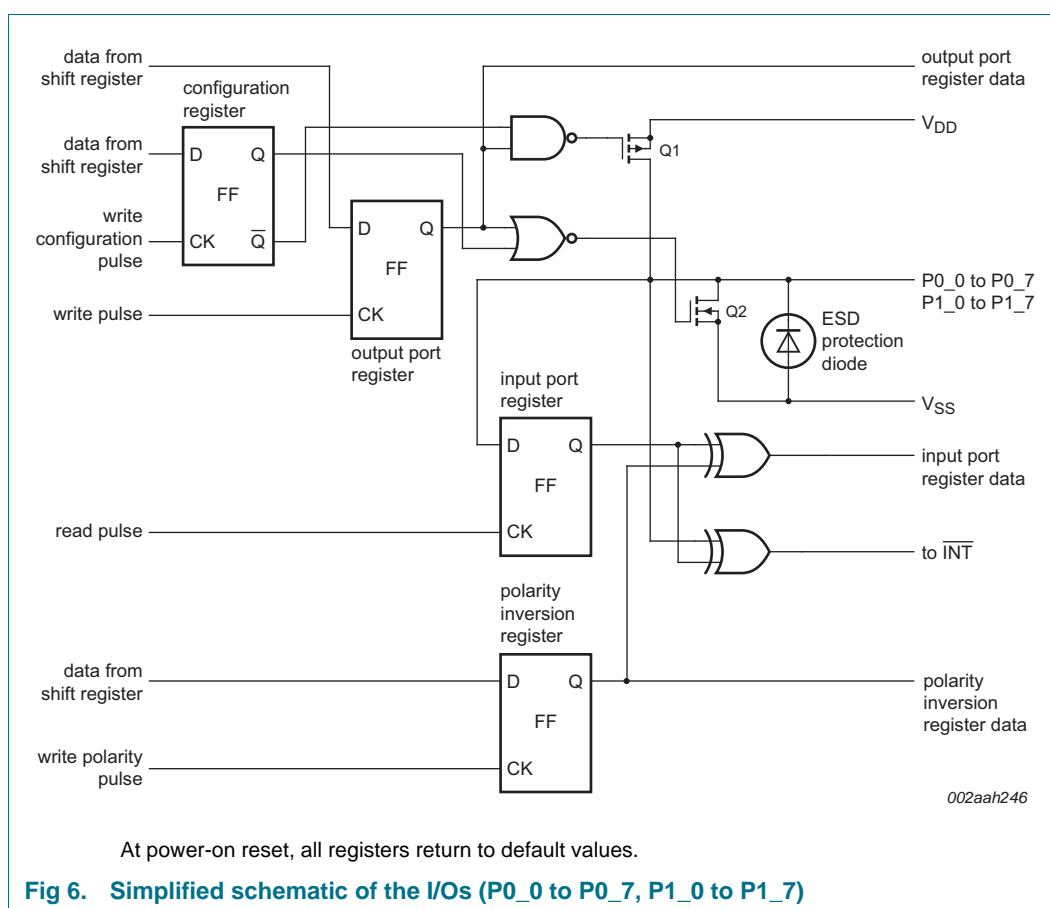 data from
shift register
output port
register data
configuration
register
V_DD
Q1
data from
shift register
D
Q
FF
write
configuration
pulse
CK
Q̅
D
Q
FF
CK
P0_0 to P0_7
P1_0 to P1_7
Q2
ESD
protection
diode
write pulse
output port
register
input port
register
V_SS
D
Q
FF
CK
input port
register data
read pulse
to I̅N̅T̅
polarity
inversion
register
data from
shift register
D
Q
FF
CK
polarity
inversion
register data
write polarity
pulse
002aah246
At power-on reset, all registers return to default values.
Fig 6. Simplified schematic of the I/Os (P0_0 to P0_7, P1_0 to P1_7)